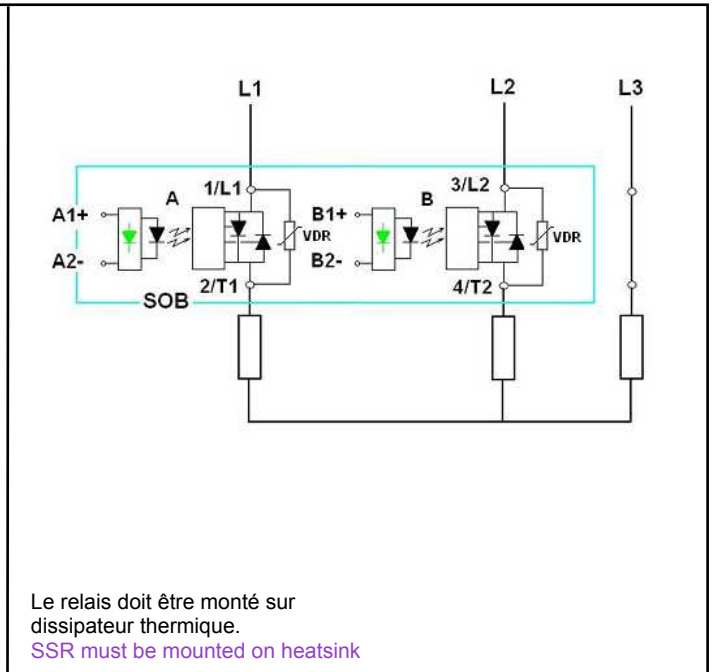 L1 L2 L3
1/L1 3/L2
A1+ A B1+ B
VDR VDR
A2- B2-
2/T1 4/T2
SOB
Le relais doit être monté sur
dissipateur thermique.
SSR must be mounted on heatsink